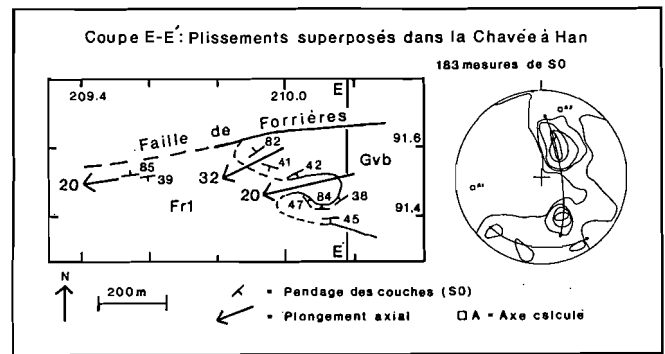 Coupe E-E': Plissements superposés dans la Chavée à Han
183 mesures de S0
209.4 210.0 E
Faille de Forrières
82
91.6
85
41 42 Gvb
20 39 32 20 38
Fr1 47 84
45 91.4
E'
N
200m
= Pendage des couches (S0)
= Plongement axial
A = Axe calculé